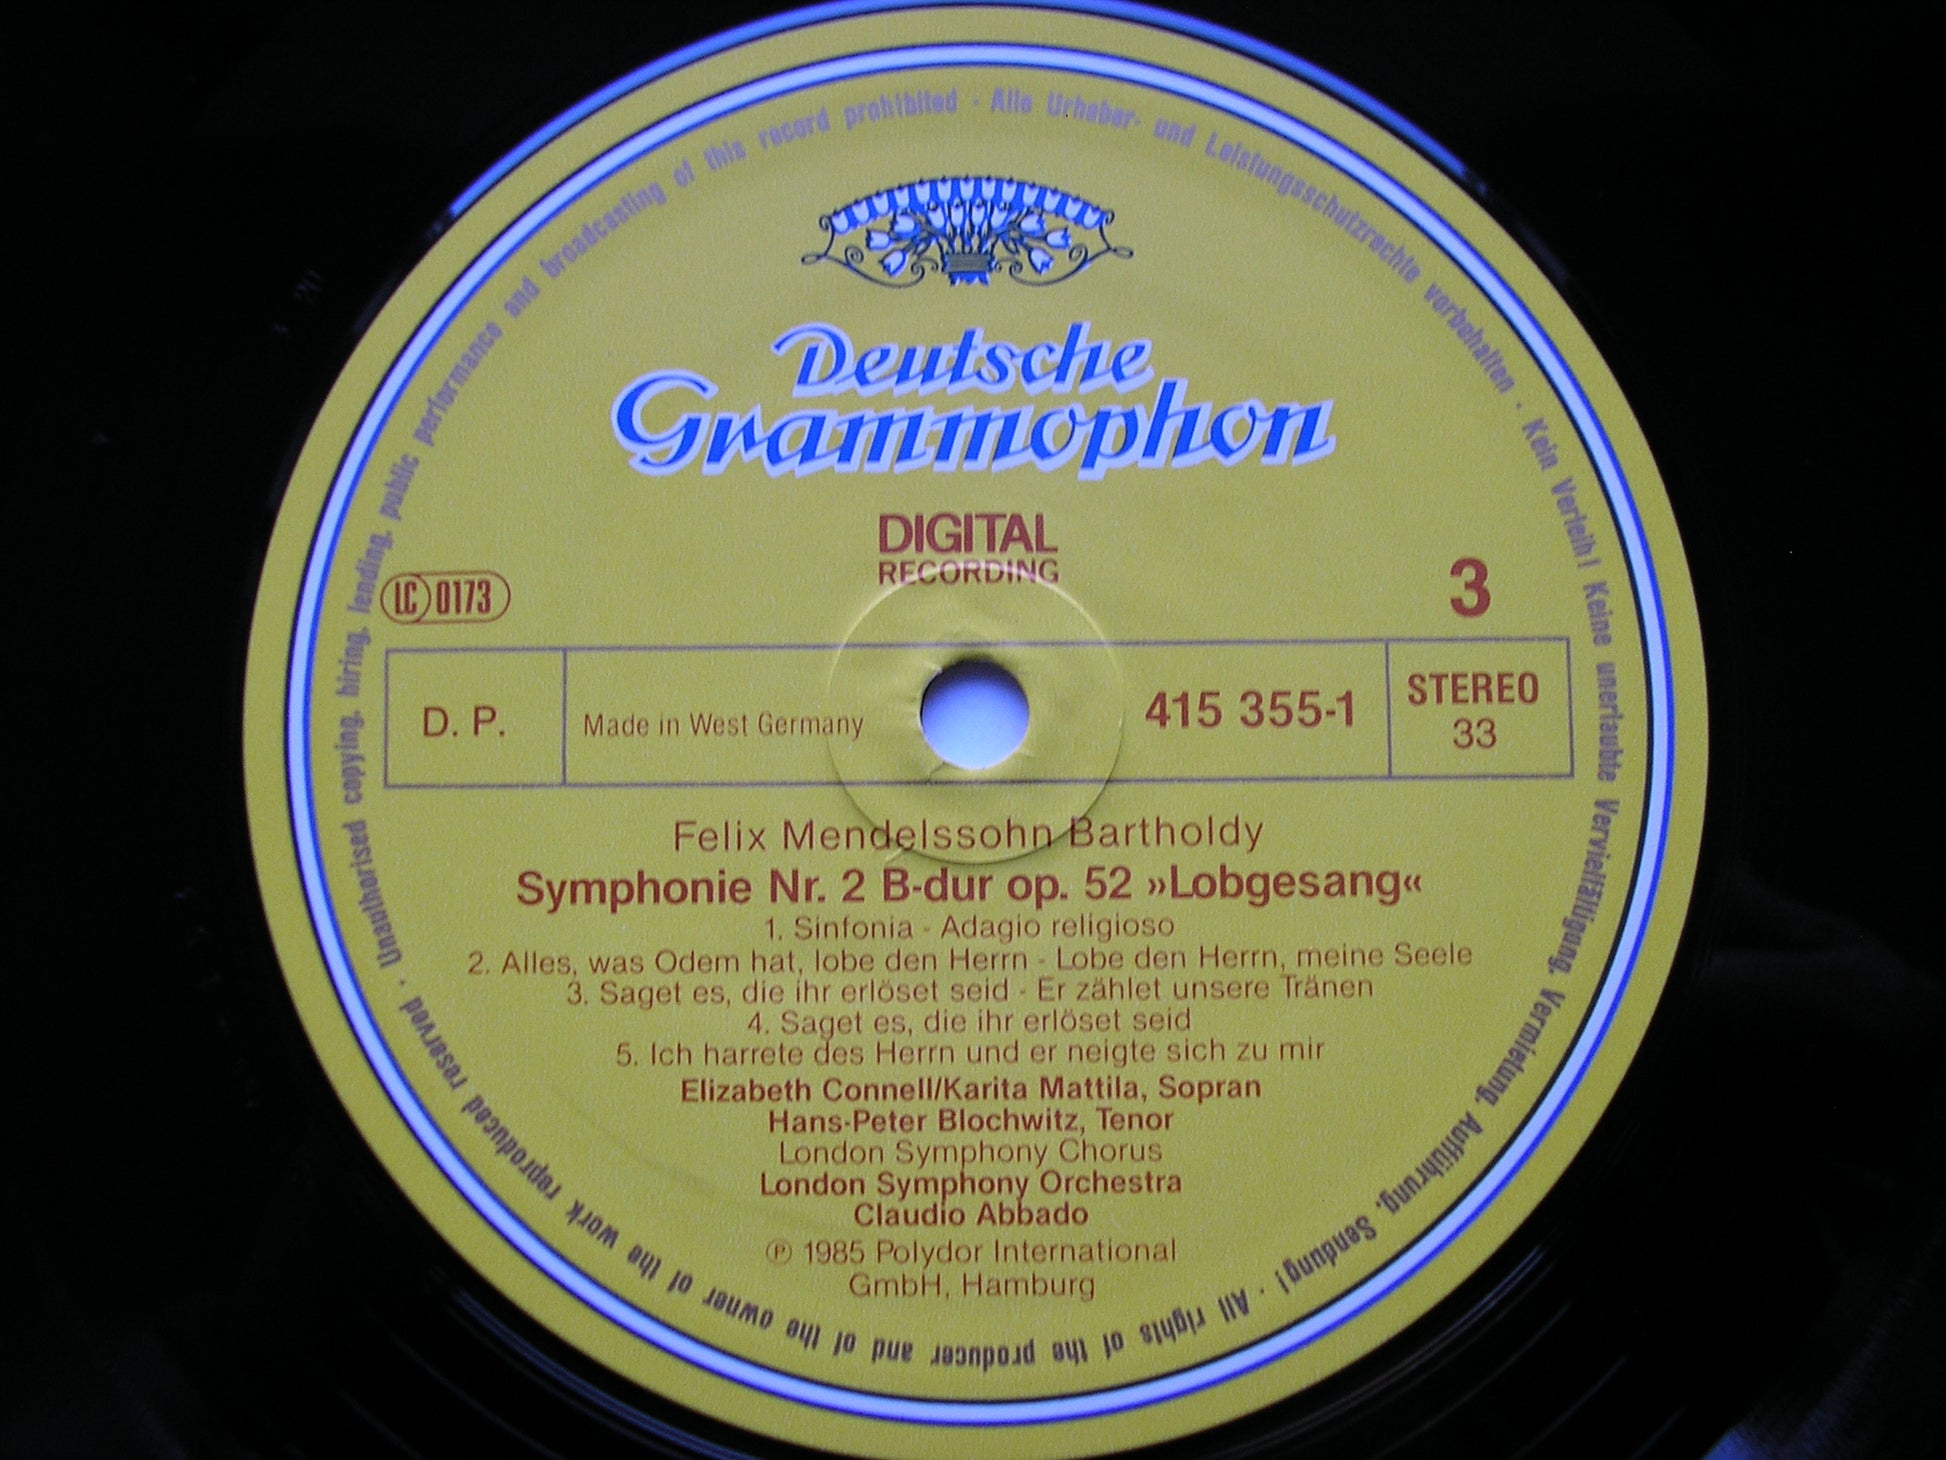 Deutsche
Grammophon
DIGITAL
RECORDING
LC 0173
3
D. P.
Made in West Germany
415 355-1
STEREO
33
Felix Mendelssohn Bartholdy
Symphonie Nr. 2 B-dur op. 52 »Lobgesang«
1. Sinfonia - Adagio religioso
2. Alles, was Odem hat, lobe den Herrn - Lobe den Herrn, meine Seele
3. Saget es, die ihr erlöset seid - Er zählet unsere Tränen
4. Saget es, die ihr erlöset seid
5. Ich harrete des Herrn und er neigte sich zu mir
Elizabeth Connell/Karita Mattila, Sopran
Hans-Peter Blochwitz, Tenor
London Symphony Chorus
London Symphony Orchestra
Claudio Abbado
℗ 1985 Polydor International
GmbH, Hamburg
Alle Urheber- und Leistungsschutzrechte vorbehalten · Kein Verleih! Keine unerlaubte Vervielfältigung, Vermietung, Aufführung, Sendung! · All rights of the producer and of the owner of the work reproduced reserved · Unauthorised copying, hiring, lending, public performance and broadcasting of this record prohibited ·